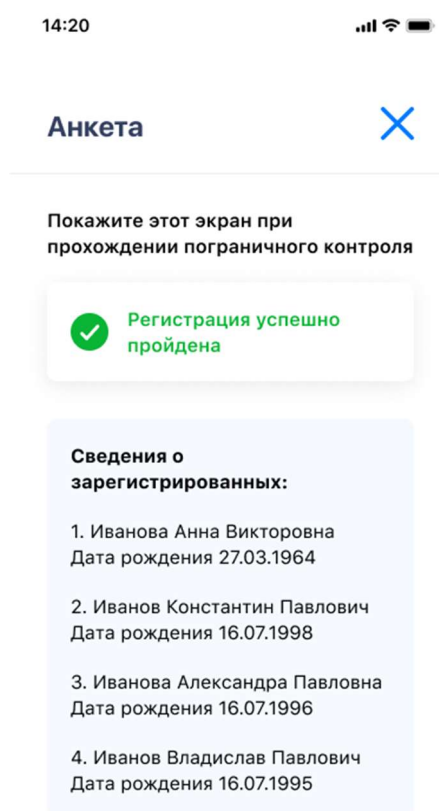 14:20
Анкета
Покажите этот экран при
прохождении пограничного контроля
Регистрация успешно
пройдена
Сведения о
зарегистрированных:
1. Иванова Анна Викторовна
Дата рождения 27.03.1964
2. Иванов Константин Павлович
Дата рождения 16.07.1998
3. Иванова Александра Павловна
Дата рождения 16.07.1996
4. Иванов Владислав Павлович
Дата рождения 16.07.1995